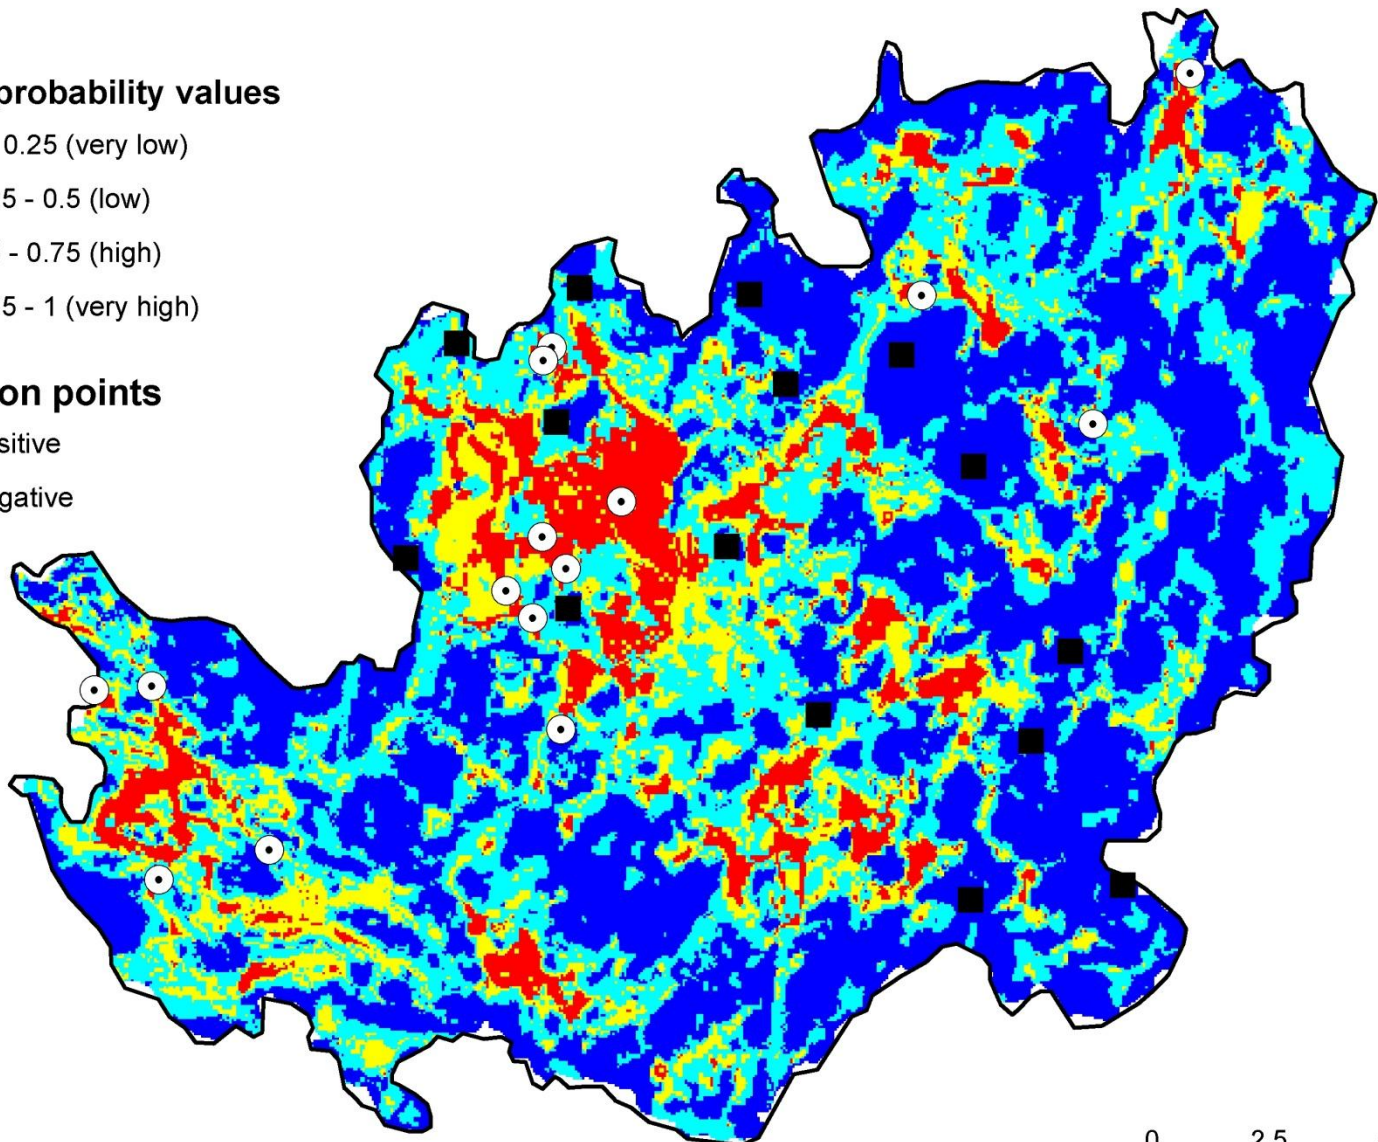 probability values
0.25 (very low)
5 - 0.5 (low)
- 0.75 (high)
5 - 1 (very high)
on points
sitive
gative
0 2.5